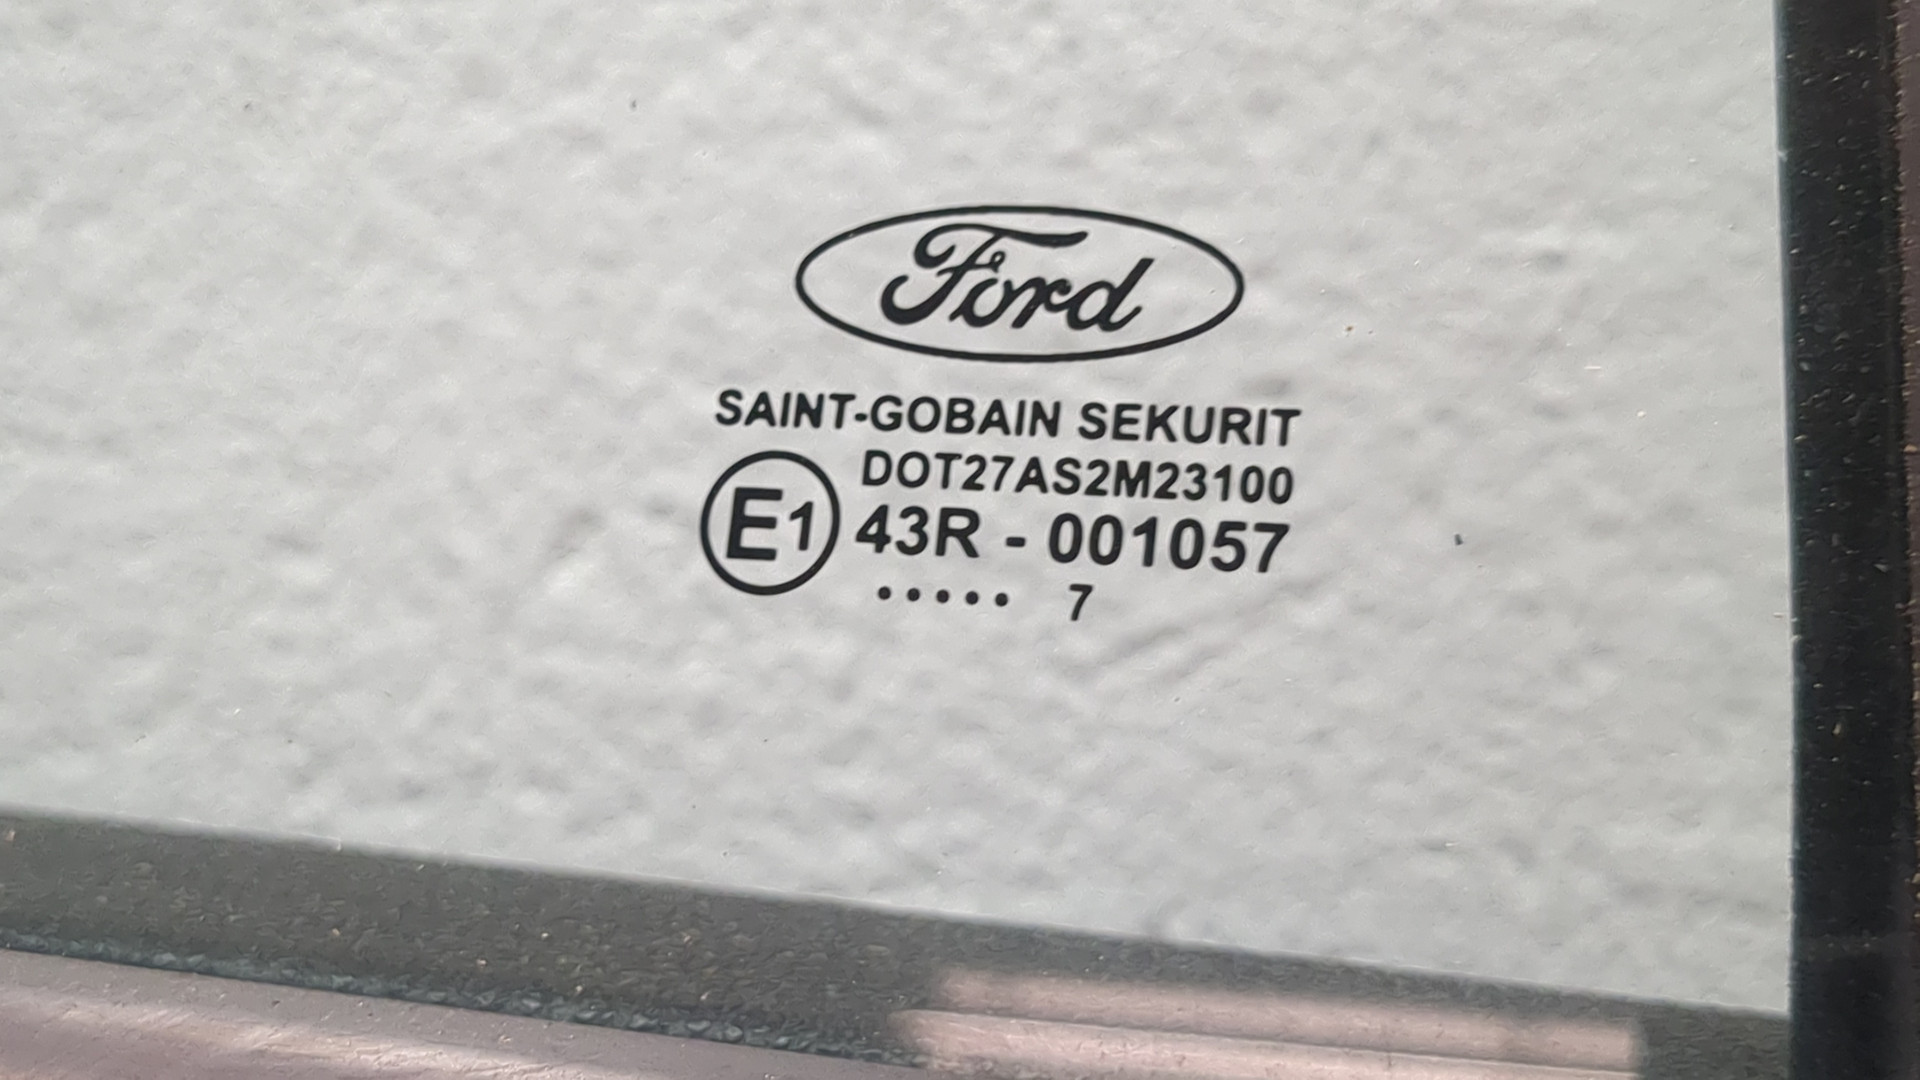 Ford
SAINT-GOBAIN SEKURIT
DOT27AS2M23100
E1 43R - 001057
..... 7